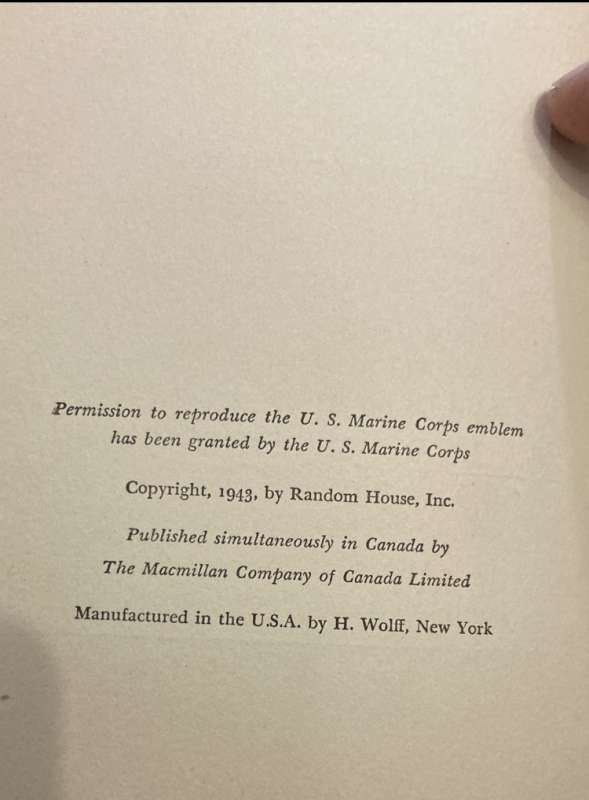 Permission to reproduce the U. S. Marine Corps emblem
has been granted by the U. S. Marine Corps
Copyright, 1943, by Random House, Inc.
Published simultaneously in Canada by
The Macmillan Company of Canada Limited
Manufactured in the U.S.A. by H. Wolff, New York